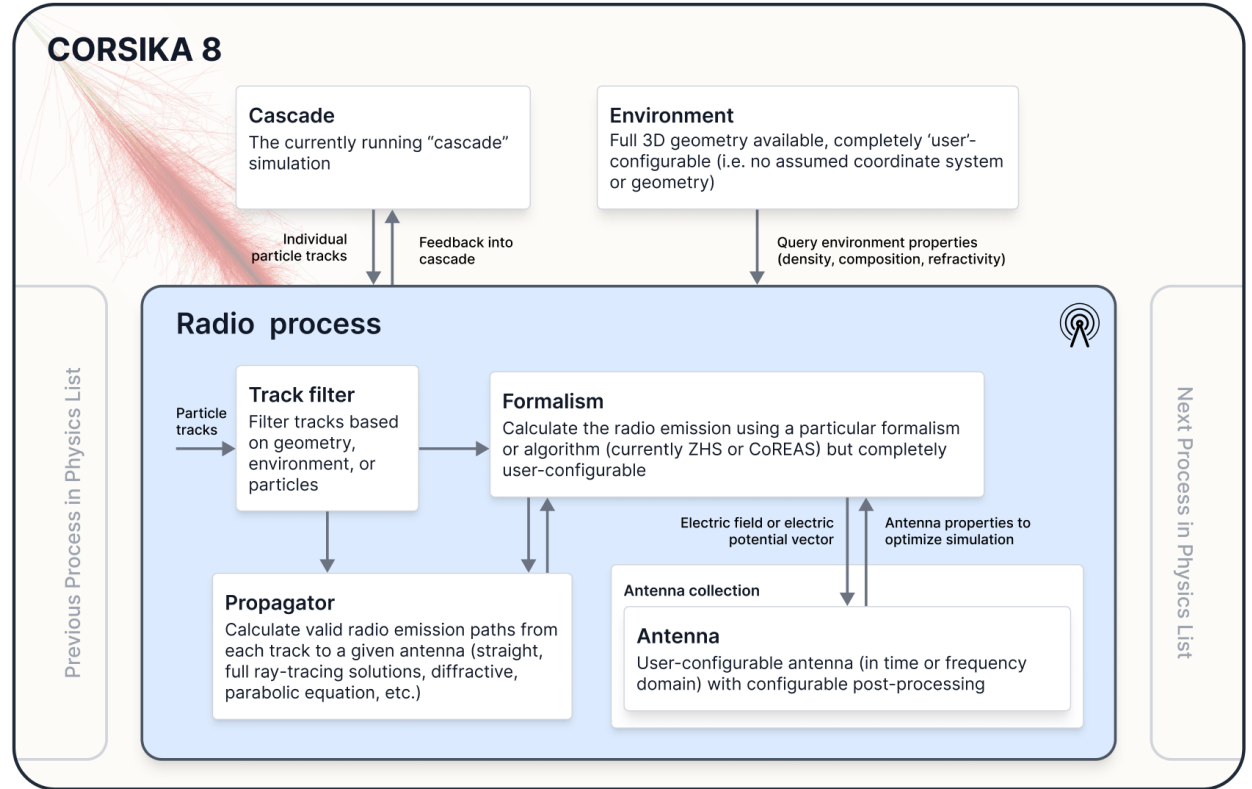 CORSIKA 8
Cascade
The currently running “cascade”
simulation
Environment
Full 3D geometry available, completely ‘user’-
configurable (i.e. no assumed coordinate system
or geometry)
Individual
particle tracks
Feedback into
cascade
Query environment properties
(density, composition, refractivity)
Previous Process in Physics List
Radio process
Particle
tracks
Track filter
Filter tracks based
on geometry,
environment, or
particles
Formalism
Calculate the radio emission using a particular formalism
or algorithm (currently ZHS or CoREAS) but completely
user-configurable
Electric field or electric
potential vector
Antenna properties to
optimize simulation
Propagator
Calculate valid radio emission paths from
each track to a given antenna (straight,
full ray-tracing solutions, diffractive,
parabolic equation, etc.)
Antenna collection
Antenna
User-configurable antenna (in time or frequency
domain) with configurable post-processing
Next Process in Physics List